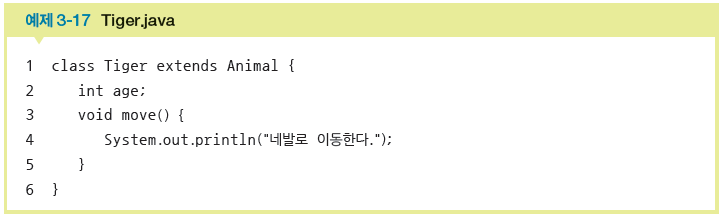 예제 3-17 Tiger.java
1 class Tiger extends Animal {
2 int age;
3 void move() {
4 System.out.println("네발로 이동한다.");
5 }
6 }